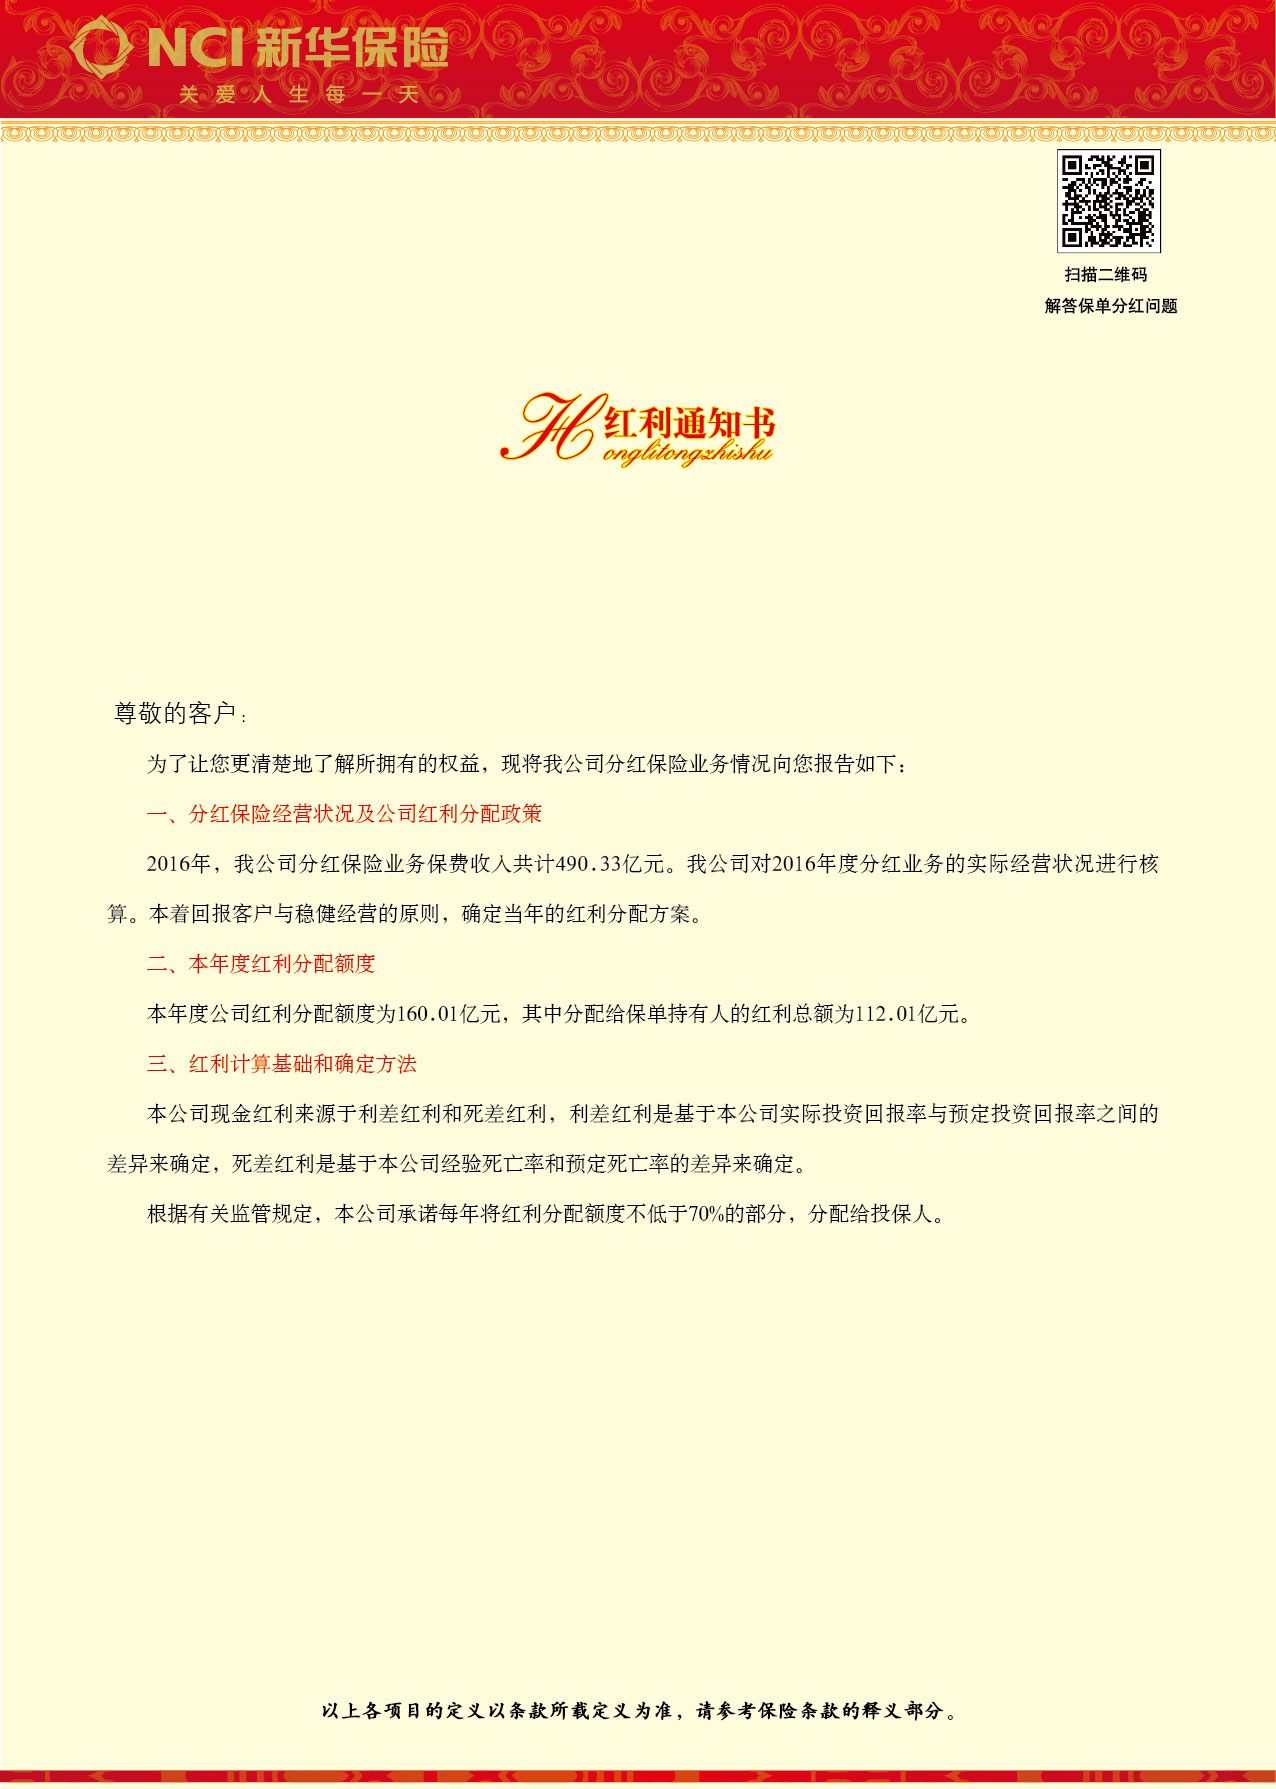 NCI 新华保险
关爱人生每一天
扫描二维码
解答保单分红问题
H 红利通知书
onglitongzhishu
尊敬的客户：
为了让您更清楚地了解所拥有的权益，现将我公司分红保险业务情况向您报告如下：
一、分红保险经营状况及公司红利分配政策
2016年，我公司分红保险业务保费收入共计490.33亿元。我公司对2016年度分红业务的实际经营状况进行核
算。本着回报客户与稳健经营的原则，确定当年的红利分配方案。
二、本年度红利分配额度
本年度公司红利分配额度为160.01亿元，其中分配给保单持有人的红利总额为112.01亿元。
三、红利计算基础和确定方法
本公司现金红利来源于利差红利和死差红利，利差红利是基于本公司实际投资回报率与预定投资回报率之间的
差异来确定，死差红利是基于本公司经验死亡率和预定死亡率的差异来确定。
根据有关监管规定，本公司承诺每年将红利分配额度不低于70%的部分，分配给投保人。
以上各项目的定义以条款所载定义为准，请参考保险条款的释义部分。